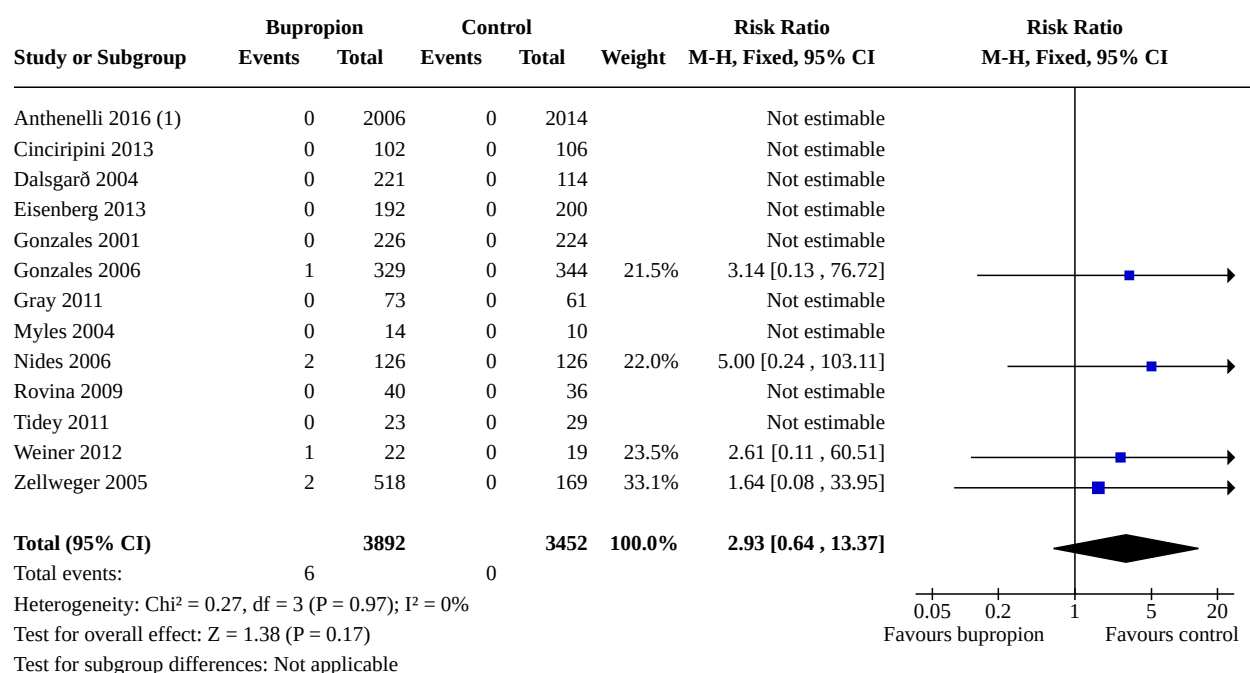 Bupropion Control Risk Ratio Risk Ratio
Study or Subgroup Events Total Events Total Weight M-H, Fixed, 95% CI M-H, Fixed, 95% CI
Anthenelli 2016 (1) 0 2006 0 2014 Not estimable
Cinciripini 2013 0 102 0 106 Not estimable
Dalsgarð 2004 0 221 0 114 Not estimable
Eisenberg 2013 0 192 0 200 Not estimable
Gonzales 2001 0 226 0 224 Not estimable
Gonzales 2006 1 329 0 344 21.5% 3.14 [0.13 , 76.72]
Gray 2011 0 73 0 61 Not estimable
Myles 2004 0 14 0 10 Not estimable
Nides 2006 2 126 0 126 22.0% 5.00 [0.24 , 103.11]
Rovina 2009 0 40 0 36 Not estimable
Tidey 2011 0 23 0 29 Not estimable
Weiner 2012 1 22 0 19 23.5% 2.61 [0.11 , 60.51]
Zellweger 2005 2 518 0 169 33.1% 1.64 [0.08 , 33.95]
Total (95% CI) 3892 3452 100.0% 2.93 [0.64 , 13.37]
Total events: 6 0
Heterogeneity: Chi² = 0.27, df = 3 (P = 0.97); I² = 0%
0.05 0.2 1 5 20
Test for overall effect: Z = 1.38 (P = 0.17)
Favours bupropion Favours control
Test for subgroup differences: Not applicable